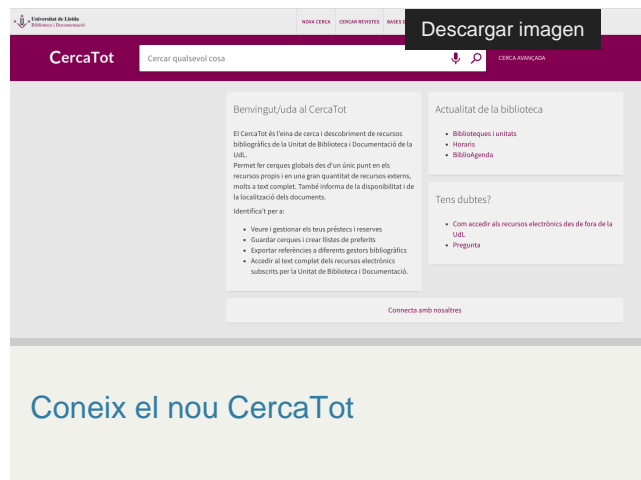 Universitat de Lleida
Biblioteca i Documentació
NOVA CERCA
CERCAR REVISTES
BASES
Descargar imagen
CercaTot
Cercar qualsevol cosa
CERCA AVANÇADA
Benvingut/uda al CercaTot
El CercaTot és l'eina de cerca i descobriment de recursos
bibliogràfics de la Unitat de Biblioteca i Documentació de la
UdL.
Permet fer cerques globals des d'un únic punt en els
recursos propis i en una gran quantitat de recursos externs,
molts a text complet. També informa de la disponibilitat i de
la localització dels documents.
Identifica't per a:
• Veure i gestionar els teus préstecs i reserves
• Guardar cerques i crear llistes de preferits
• Exportar referències a diferents gestors bibliogràfics
• Accedir al text complet dels recursos electrònics
subscrits per la Unitat de Biblioteca i Documentació.
Actualitat de la biblioteca
• Biblioteques i unitats
• Horaris
• BiblioAgenda
Tens dubtes?
• Com accedir als recursos electrònics des de fora de la
UdL
• Pregunta
Connecta amb nosaltres
Coneix el nou CercaTot